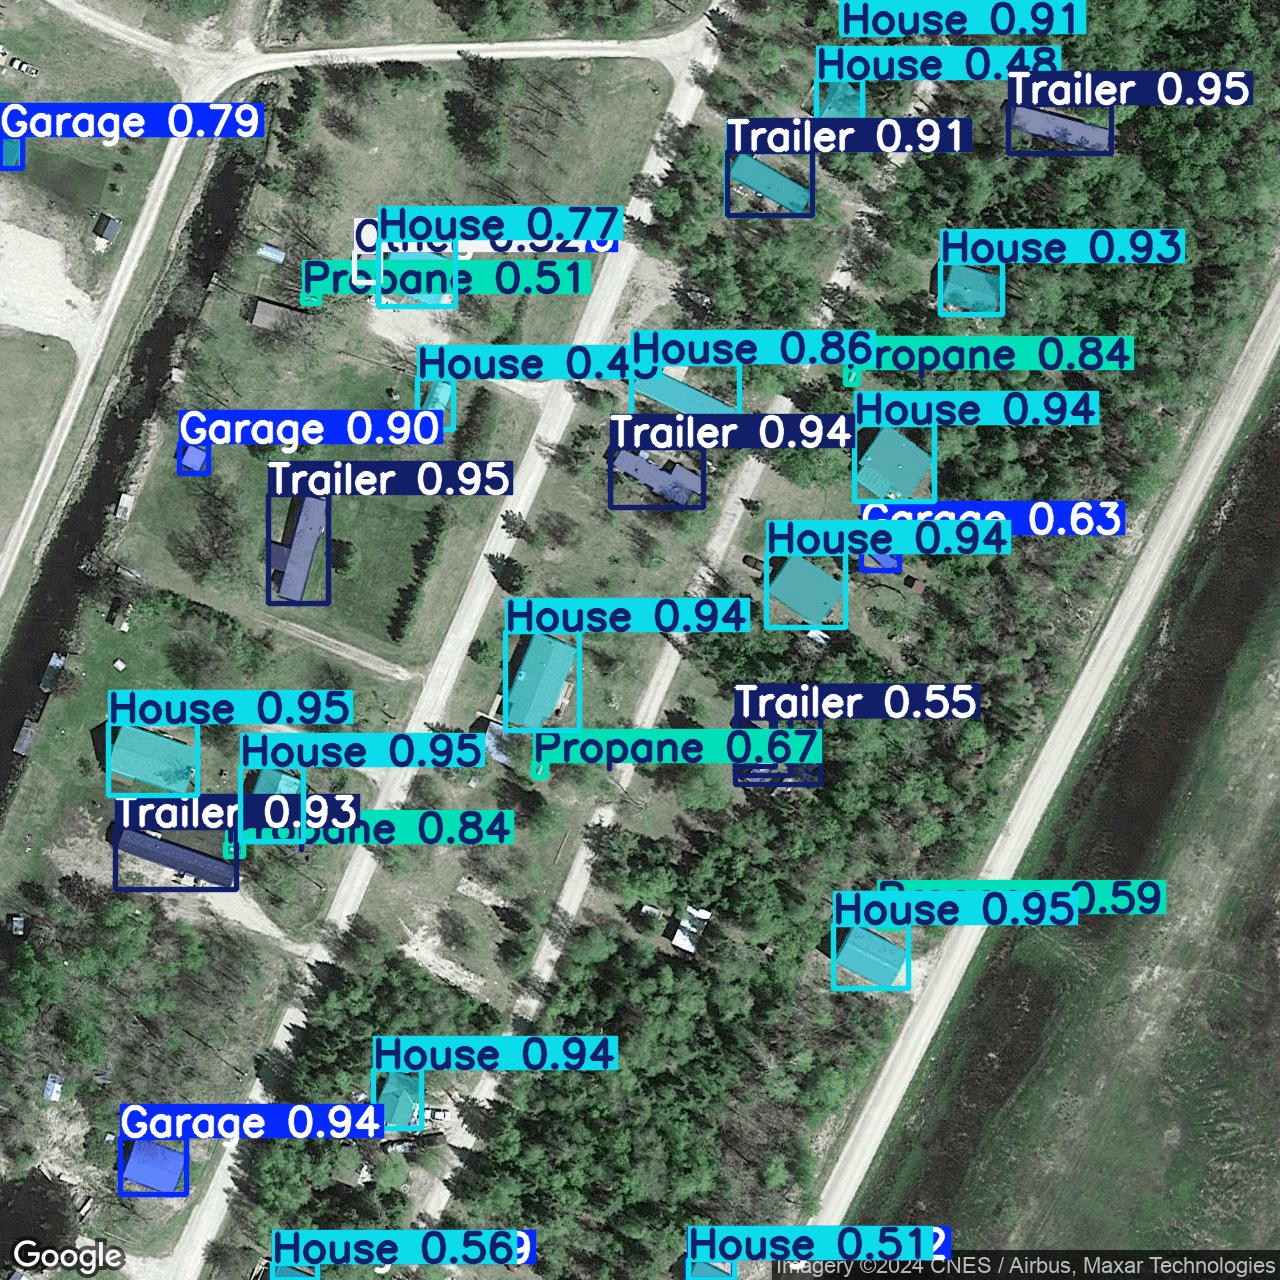 House 0.91
House 0.48
Trailer 0.95
Garage 0.79
Trailer 0.91
House 0.77
House 0.93
Propane 0.51
House 0.86
Propane 0.84
House
House 0.94
Garage 0.90
Trailer 0.94
Trailer 0.95
Garage 0.63
House 0.94
House 0.94
Trailer 0.55
House 0.95
House 0.95
Propane 0.67
Trailer 0.93
Propane 0.84
0.59
House 0.95
House 0.94
Garage 0.94
House 0.56
House 0.51
Google
Imagery ©2024 CNES / Airbus, Maxar Technologies